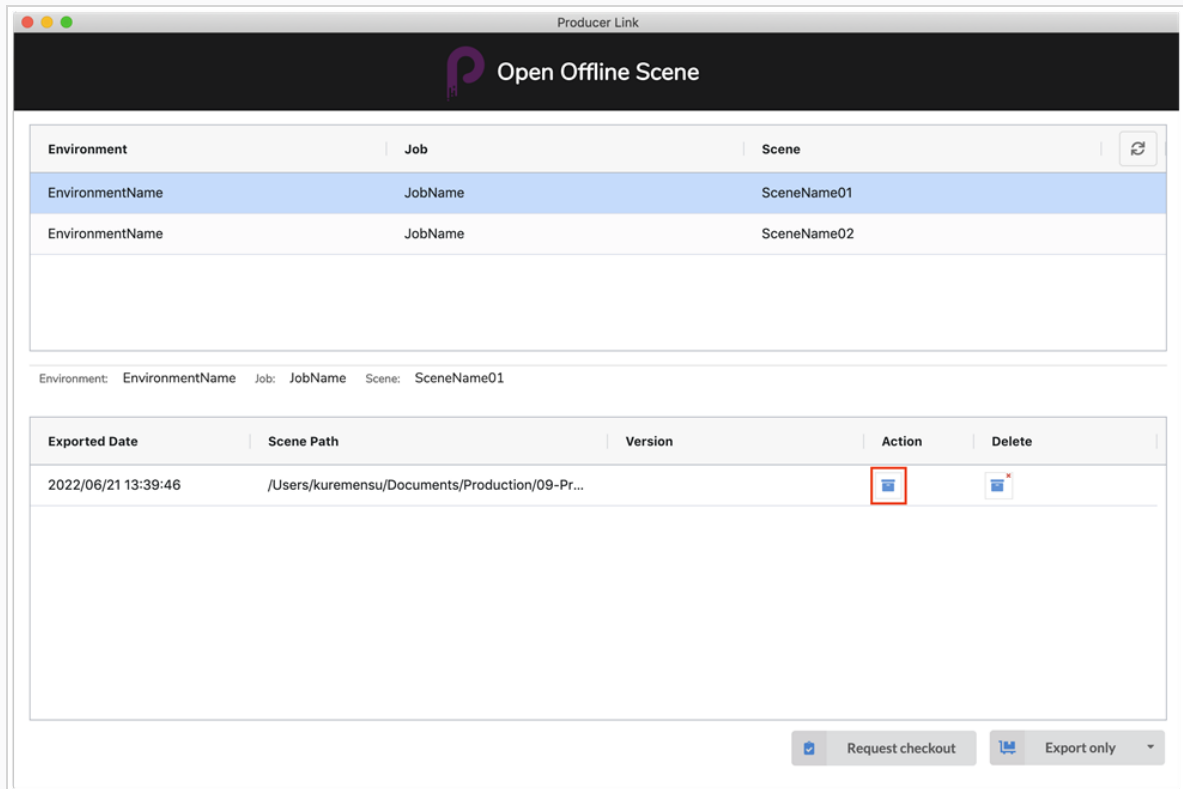 Producer Link
Open Offline Scene
Environment Job Scene
EnvironmentName JobName SceneName01
EnvironmentName JobName SceneName02
Environment: EnvironmentName Job: JobName Scene: SceneName01
Exported Date Scene Path Version Action Delete
2022/06/21 13:39:46 /Users/kuremensu/Documents/Production/09-Pr...
Request checkout Export only